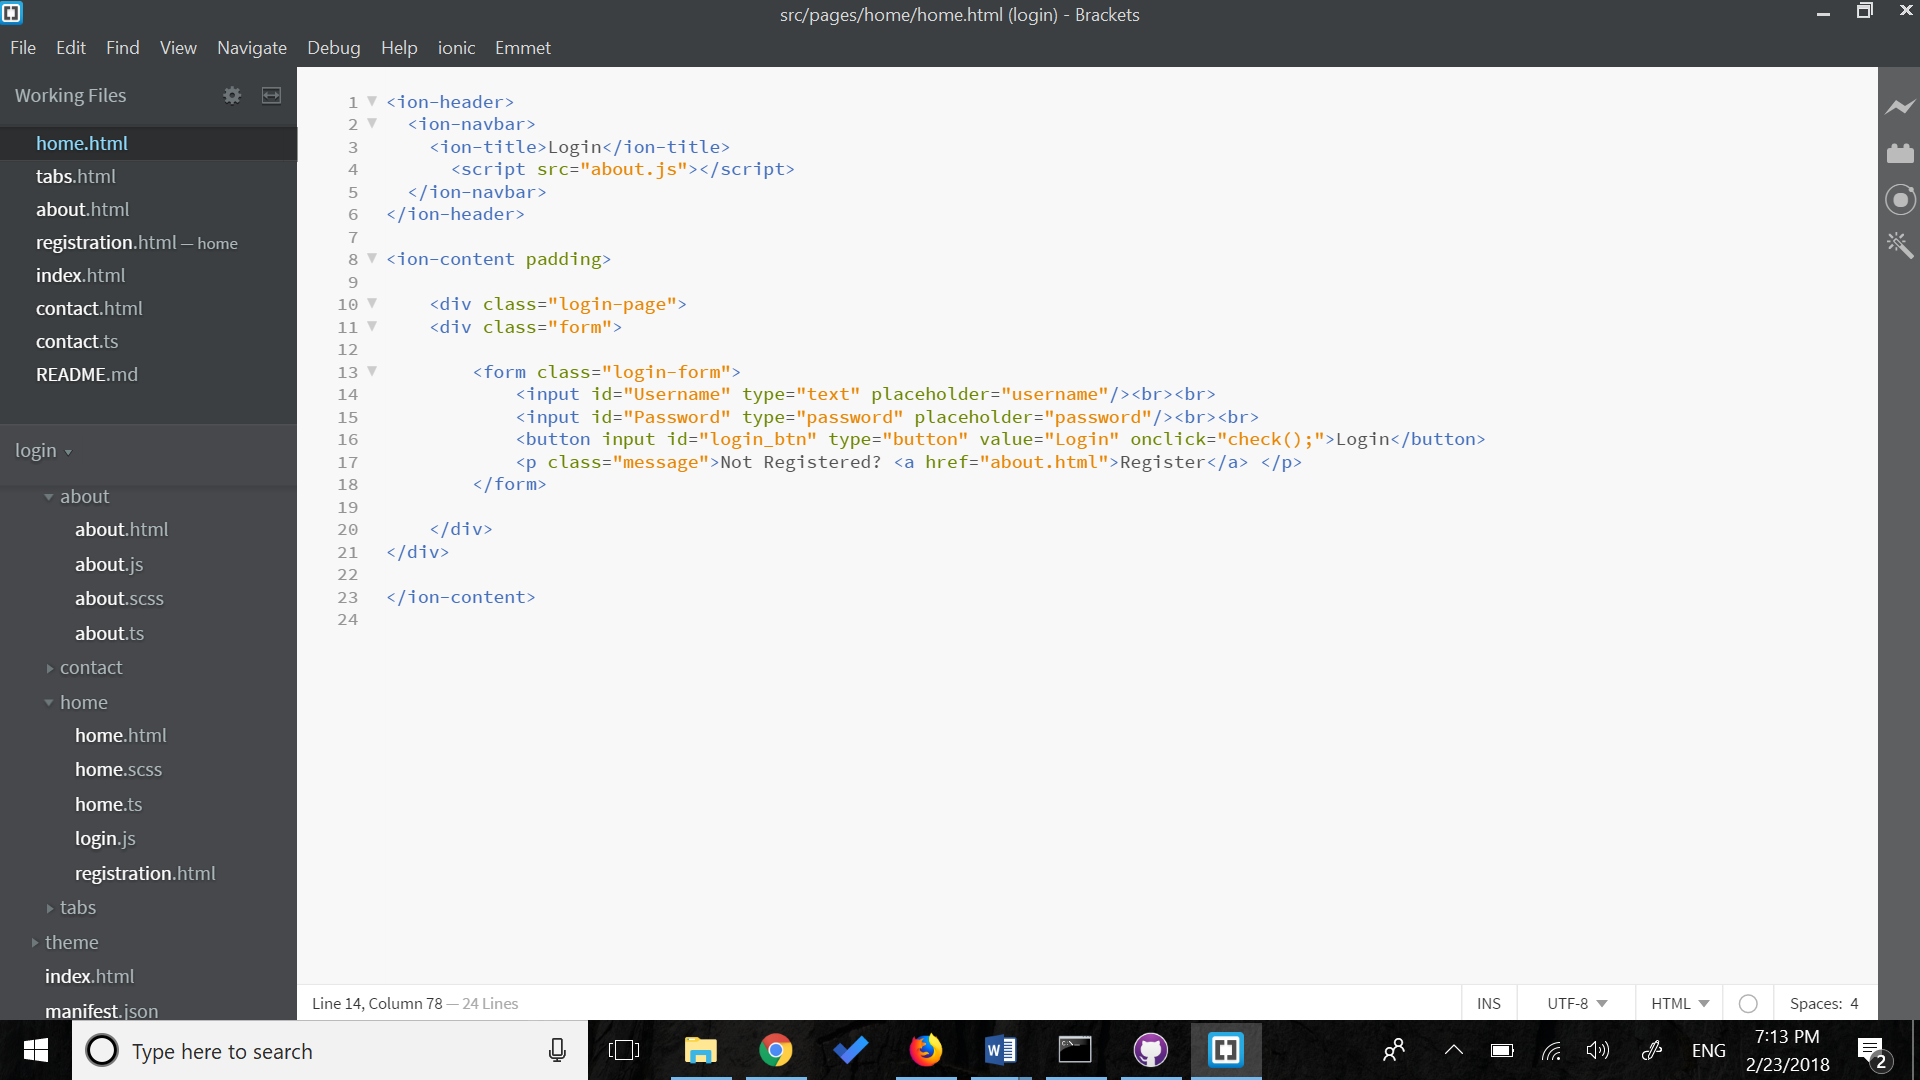 src/pages/home/home.html (login) - Brackets
File Edit Find View Navigate Debug Help ionic Emmet
Working Files
home.html
tabs.html
about.html
registration.html — home
index.html
contact.html
contact.ts
README.md
login
about
about.html
about.js
about.scss
about.ts
contact
home
home.html
home.scss
home.ts
login.js
registration.html
tabs
theme
index.html
manifest.json
1 <ion-header>
2 <ion-navbar>
3 <ion-title>Login</ion-title>
4 <script src="about.js"></script>
5 </ion-navbar>
6 </ion-header>
7
8 <ion-content padding>
9
10 <div class="login-page">
11 <div class="form">
12
13 <form class="login-form">
14 <input id="Username" type="text" placeholder="username"/><br><br>
15 <input id="Password" type="password" placeholder="password"/><br><br>
16 <button input id="login_btn" type="button" value="Login" onclick="check();">Login</button>
17 <p class="message">Not Registered? <a href="about.html">Register</a> </p>
18 </form>
19
20 </div>
21 </div>
22
23 </ion-content>
24
Line 14, Column 78 — 24 Lines
INS UTF-8 HTML Spaces: 4
Type here to search
ENG
7:13 PM
2/23/2018
2